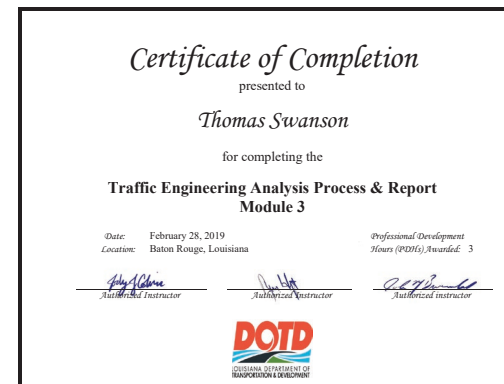 Certificate of Completion
presented to
Thomas Swanson
for completing the
Traffic Engineering Analysis Process & Report
Module 3
Date: February 28, 2019
Location: Baton Rouge, Louisiana
Professional Development
Hours (PDHs) Awarded: 3
Authorized Instructor
Authorized Instructor
Authorized instructor
DOTD
LOUISIANA DEPARTMENT OF
TRANSPORTATION & DEVELOPMENT